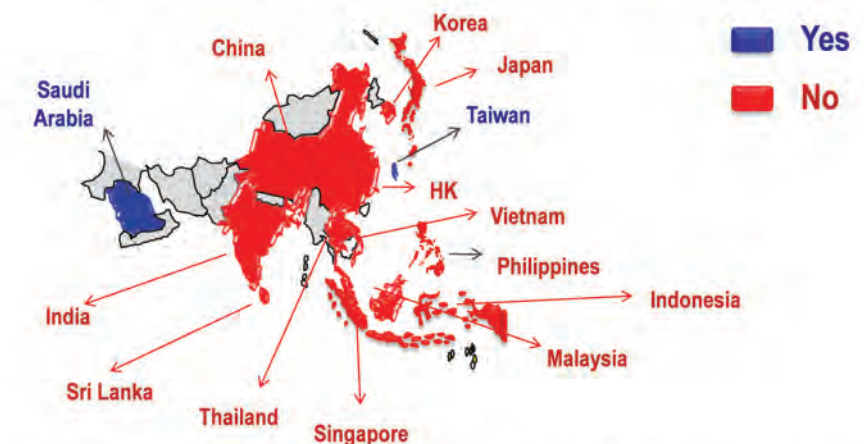 Korea
China
Japan
Yes
No
Saudi
Arabia
Taiwan
HK
Vietnam
Philippines
Indonesia
India
Malaysia
Sri Lanka
Thailand
Singapore